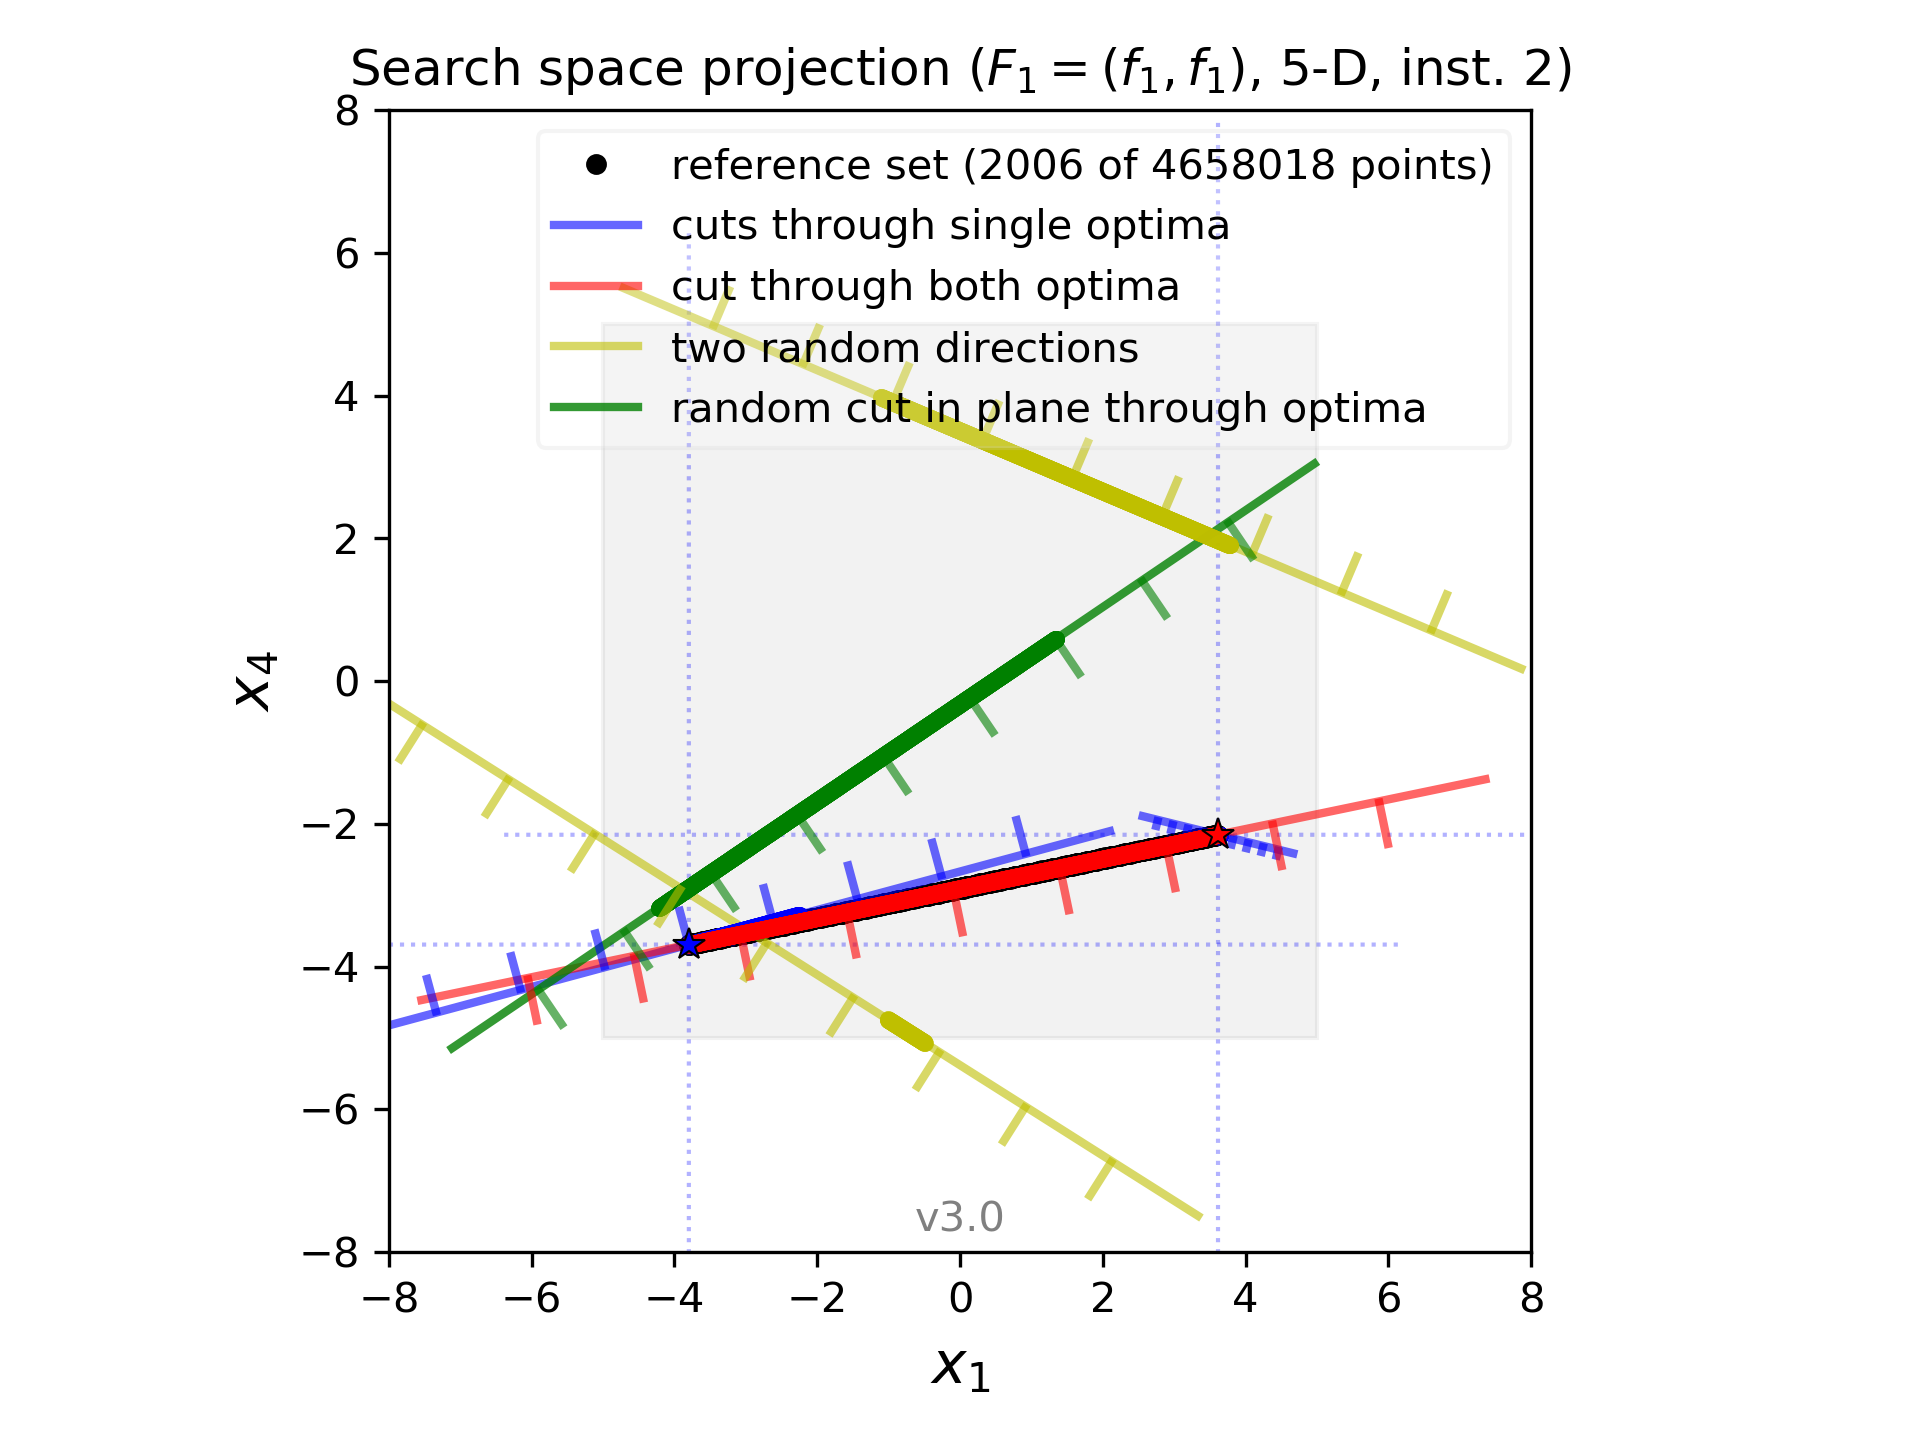 Search space projection (F₁ = (f₁, f₁), 5-D, inst. 2)
reference set (2006 of 4658018 points)
cuts through single optima
cut through both optima
two random directions
random cut in plane through optima
8
6
4
2
0
−2
−4
−6
−8
x₄
v3.0
−8 −6 −4 −2 0 2 4 6 8
x₁